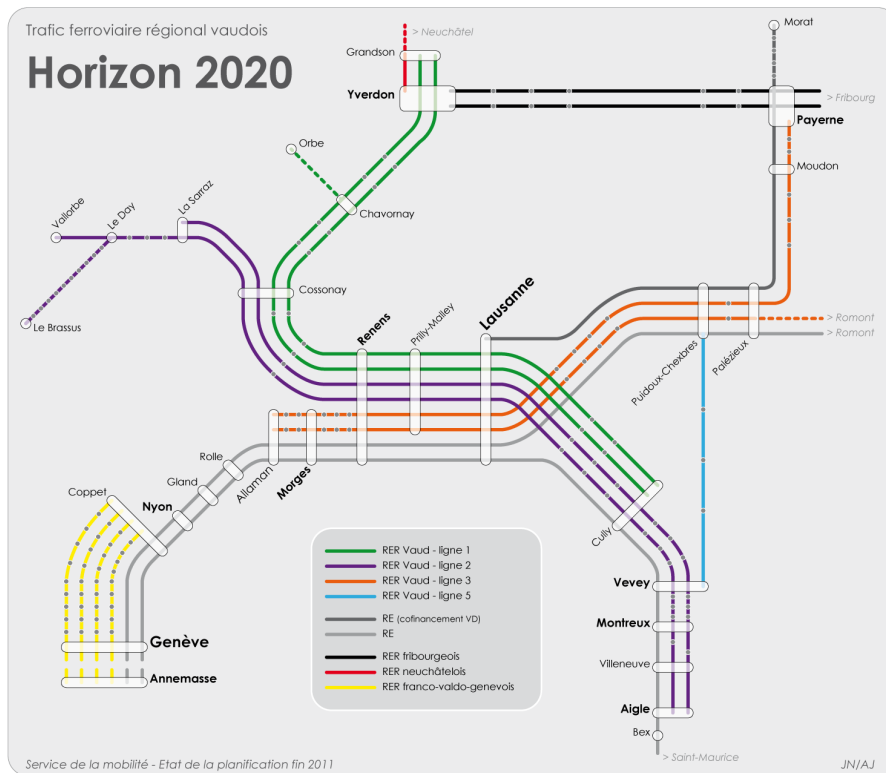 Trafic ferroviaire régional vaudois
Horizon 2020
> Neuchâtel
Grandson
Yverdon
Morat
> Fribourg
Payerne
Moudon
Orbe
Chavornay
La Sarraz
Le Day
Vallorbe
Le Brassus
Cossonay
Renens
Prilly-Malley
Lausanne
> Romont
> Romont
Puidoux-Chexbres
Palézieux
Allaman
Morges
Rolle
Gland
Nyon
Coppet
Genève
Annemasse
Cully
Vevey
Montreux
Villeneuve
Aigle
Bex
> Saint-Maurice
RER Vaud - ligne 1
RER Vaud - ligne 2
RER Vaud - ligne 3
RER Vaud - ligne 5
RE (cofinancement VD)
RE
RER fribourgeois
RER neuchâtelois
RER franco-valdo-genevois
Service de la mobilité - Etat de la planification fin 2011
JN/AJ